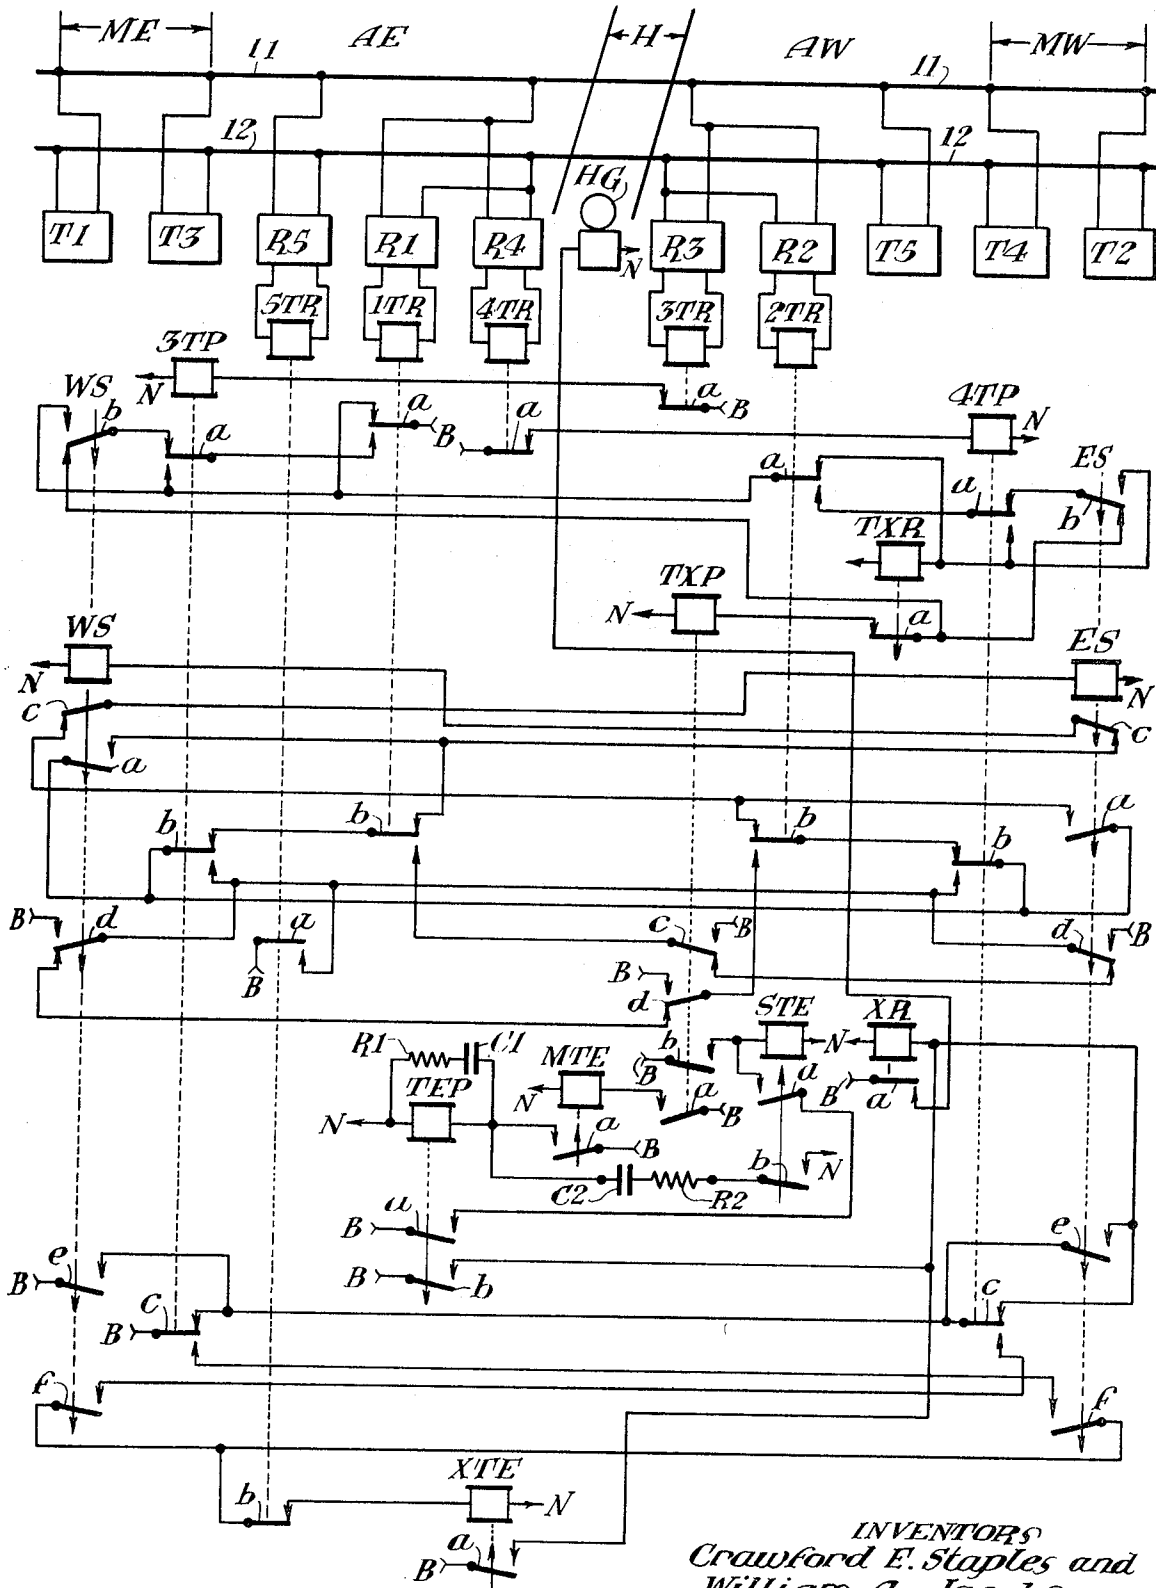 ME AE H AW MW
11 11
12 12
HG
T1 T3 R5 R1 R4 N R3 R2 T5 T4 T2
5TR 1TR 4TR 3TR 2TR
3TP
WS N a B 4TP N
b a a B B a ES
a a b
TXR
TXP
N a
WS ES
N N
c c
a a
b b b b
B d a c B d B
B B
d STE XR
R1 C1 MTE b N
TEP N B a a B a
N a B B
b N
C2 R2
a
B
e e
B B b
c c
B
f f
XTE
b N
a
B
INVENTORS
Crawford E. Staples and